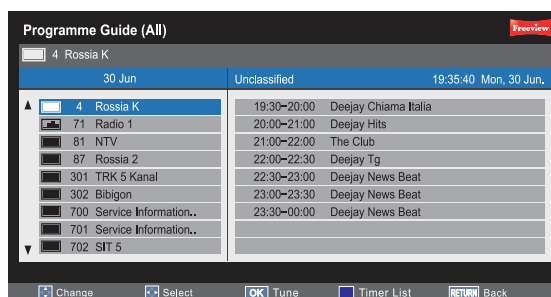 Programme Guide (All)
Freeview
4 Rossia K
30 Jun
Unclassified 19:35:40 Mon, 30 Jun.
4 Rossia K
71 Radio 1
81 NTV
87 Rossia 2
301 TRK 5 Kanal
302 Bibigon
700 Service Information..
701 Service Information..
702 SIT 5
19:30-20:00 Deejay Chiama Italia
20:00-21:00 Deejay Hits
21:00-22:00 The Club
22:00-22:30 Deejay Tg
22:30-23:00 Deejay News Beat
23:00-23:30 Deejay News Beat
23:30-00:00 Deejay News Beat
Change Select OK Tune Timer List RETURN Back